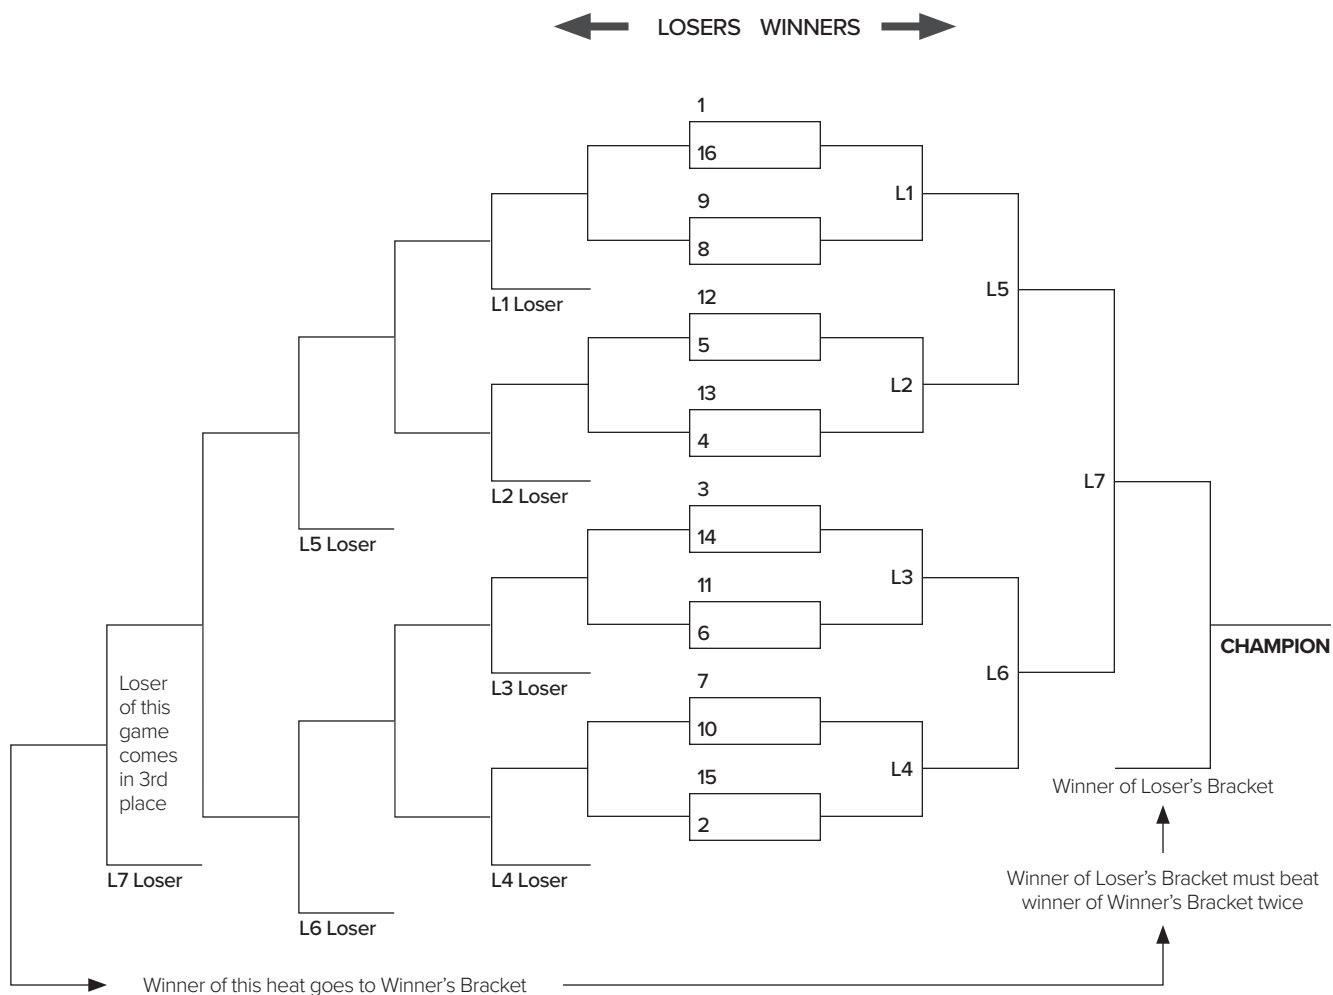 LOSERS WINNERS
1
16
L1
9
8
L1 Loser
L5
12
5
L2
13
4
L2 Loser
L7
3
14
L5 Loser
L3
11
6
CHAMPION
L3 Loser
L6
7
10
L4
15
2
Loser
of this
game
comes
in 3rd
place
Winner of Loser's Bracket
L7 Loser
L4 Loser
Winner of Loser's Bracket must beat
winner of Winner's Bracket twice
L6 Loser
Winner of this heat goes to Winner's Bracket